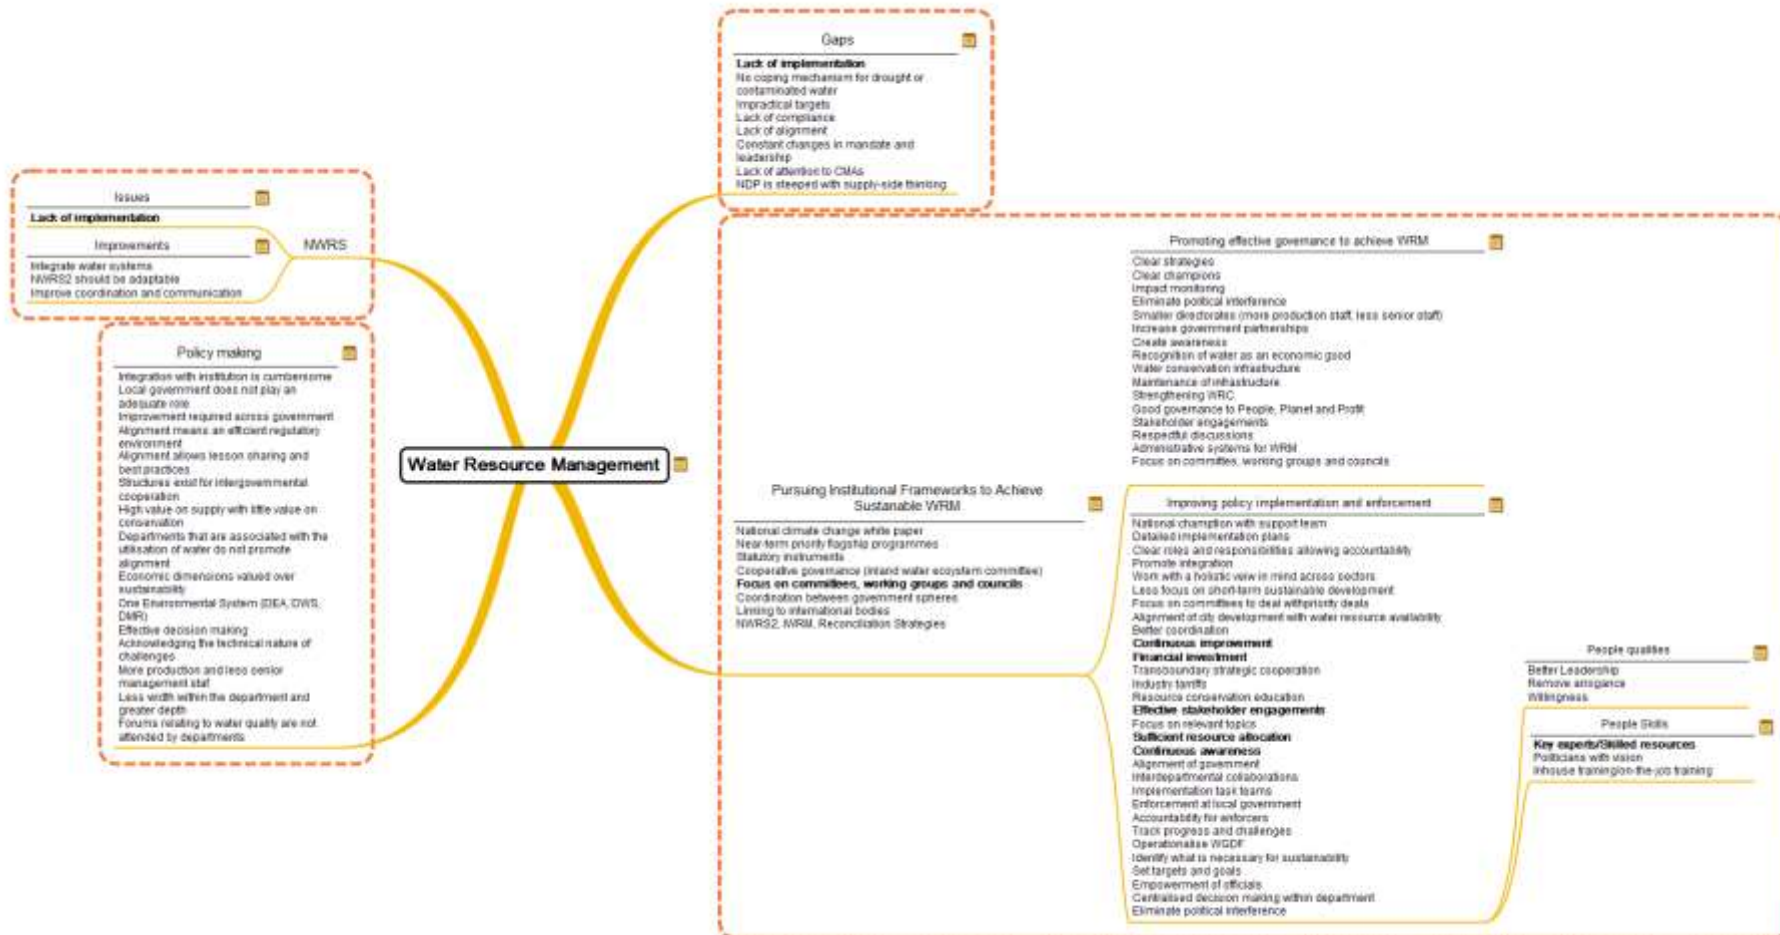 Gaps
Lack of implementation
No coping mechanism for drought or
contaminated water
Impractical targets
Lack of compliance
Lack of alignment
Constant changes in mandate and
leadership
Lack of attention to CMAs
NDP is steeped with supply-side thinking
Issues
Lack of implementation
NWRS
Improvements
Integrate water systems
NWRS2 should be adaptable
Improve coordination and communication
Policy making
Integration with institution is cumbersome
Local government does not play an
adequate role
Improvement required across government
Alignment means an efficient regulatory
environment
Alignment allows lesson sharing and
best practices
Structures exist for intergovernmental
cooperation
High value on supply with little value on
conservation
Departments that are associated with the
utilisation of water do not promote
alignment
Economic dimensions valued over
sustainability
One Environmental System (DEA, DWS,
DMR)
Effective decision making
Acknowledging the technical nature of
challenges
More production and less senior
management staf
Less width within the department and
greater depth
Forums relating to water quality are not
attended by departments
Water Resource Management
Pursuing Institutional Frameworks to Achieve
Sustanable WRM
National climate change white paper
Near-term priority flagship programmes
Statutory instruments
Cooperative governance (inland water ecosystem committee)
Focus on committees, working groups and councils
Coordination between government spheres
Linking to international bodies
NWRS2, IWRM, Reconciliation Strategies
Promoting effective governance to achieve WRM
Clear strategies
Clear champions
Impact monitoring
Eliminate political interference
Smaller directorates (more production staff, less senior staff)
Increase government partnerships
Create awareness
Recognition of water as an economic good
Water conservation infrastructure
Maintenance of infrastructure
Strengthening WRC
Good governance to People, Planet and Profit
Stakeholder engagements
Respectful discussions
Administrative systems for WRM
Focus on committes, working groups and councils
Improving policy implementation and enforcement
National chamption with support team
Detailed implementation plans
Clear roles and responsibilities allowing accountability
Promote integration
Work with a holistic veiw in mind across sectors
Less focus on short-term sustainable development
Focus on committees to deal withpriority deals
Alignment of city development with water resource availability
Better coordination
Continuous improvement
Financial investment
Transboundary strategic cooperation
Industry tarriffs
Resource conservation education
Effective stakeholder engagements
Focus on relevant topics
Sufficient resource allocation
Continuous awareness
Alignment of government
Interdepartmental collaborations
Implementation task teams
Enforcement at local government
Accountability for enforcers
Track progress and challenges
Operationalise WGDF
Identify what is necessary for sustainability
Set targets and goals
Empowerment of officials
Centralised decision making within department
Eliminate political interference
People qualities
Better Leadership
Remove arrogance
Willingness
People Skills
Key experts/Skilled resources
Politicians with vision
Inhouse training/on-the-job training